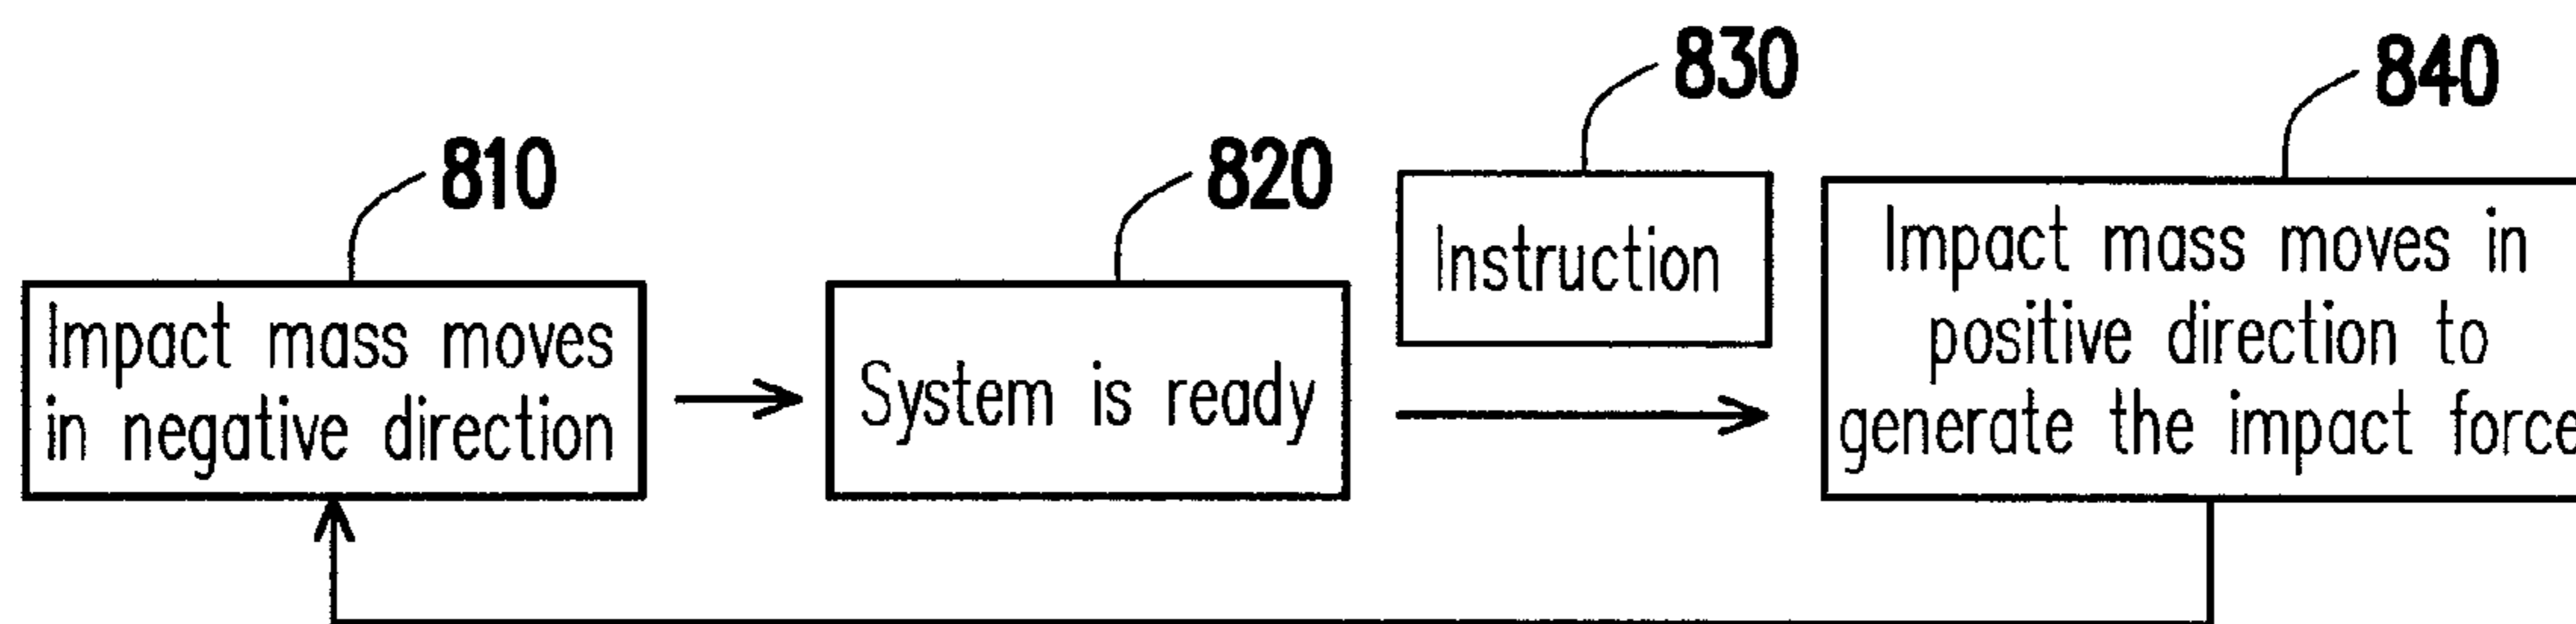 810
Impact mass moves
in negative direction
820
System is ready
830
Instruction
840
Impact mass moves in
positive direction to
generate the impact force